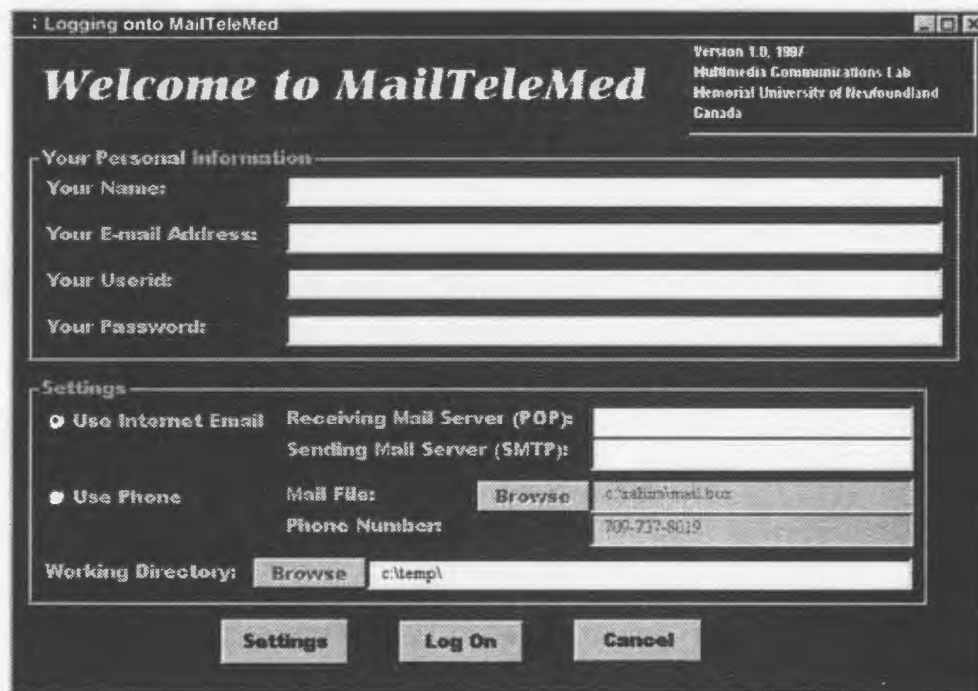 : Logging onto MailTeleMed
Welcome to MailTeleMed
Version 1.0, 1997
Multimedia Communications Lab
Memorial University of Newfoundland
Canada
Your Personal Information
Your Name:
Your E-mail Address:
Your Userid:
Your Password:
Settings
Use Internet Email Receiving Mail Server (POP):
Sending Mail Server (SMTP):
Use Phone Mail File: Browse
Phone Number: 709-737-8019
Working Directory: Browse c:\temp\
Settings Log On Cancel